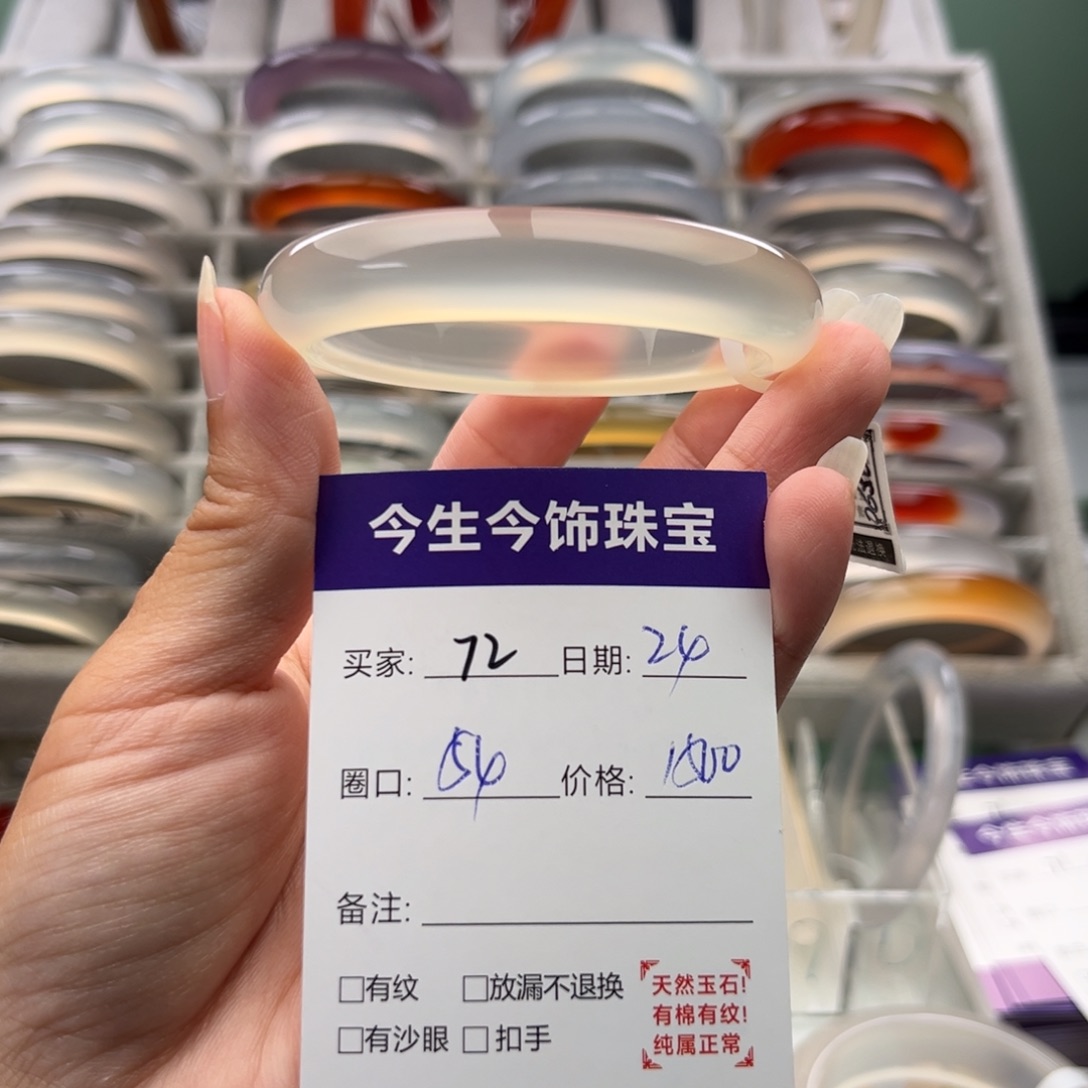 今生今饰珠宝
买家: 72 日期: 24
圈口: 54 价格: 1800
备注:
□有纹 □放漏不退换
□有沙眼 □扣手
天然玉石!
有棉有纹!
纯属正常